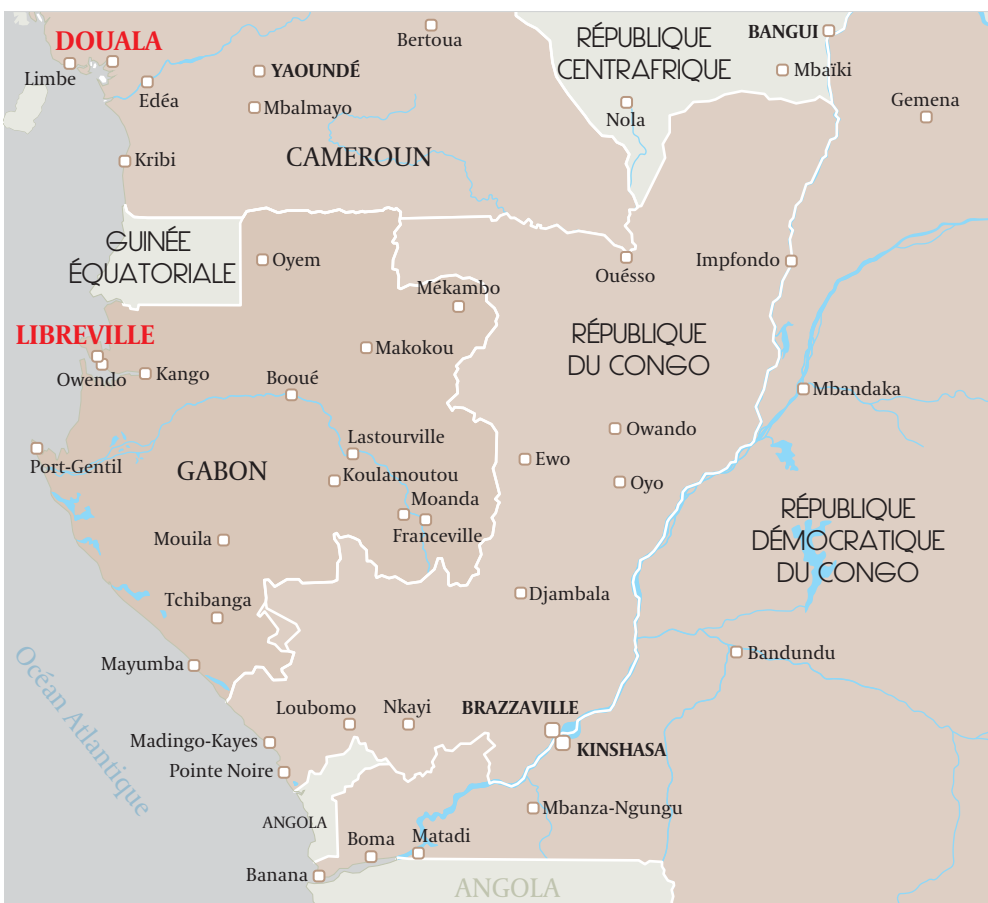 DOUALA
Limbe
Edéa
Bertoua
YAOUNDÉ
Mbalmayo
CAMEROUN
Kribi
RÉPUBLIQUE
CENTRAFRIQUE
BANGUI
Mbaïki
Nola
Gemena
GUINÉE
ÉQUATORIALE
Oyem
Mékambo
Ouésso
Impfondo
LIBREVILLE
Owendo
Kango
Makokou
Booué
RÉPUBLIQUE
DU CONGO
Mbandaka
Port-Gentil
GABON
Lastourville
Koulamoutou
Moanda
Franceville
Ewo
Owando
Oyo
Mouila
RÉPUBLIQUE
DÉMOCRATIQUE
DU CONGO
Tchibanga
Djambala
Mayumba
Bandundu
Océan Atlantique
Loubomo
Nkayi
BRAZZAVILLE
KINSHASA
Madingo-Kayes
Pointe Noire
ANGOLA
Mbanza-Ngungu
Boma
Matadi
Banana
ANGOLA